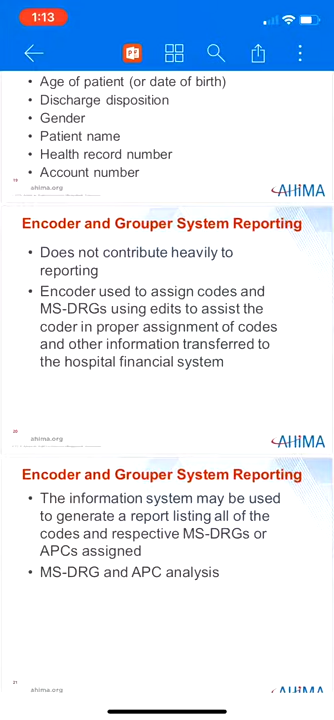 1:13
• Age of patient (or date of birth)
• Discharge disposition
• Gender
• Patient name
• Health record number
• Account number
19
ahima.org
AHIMA
Encoder and Grouper System Reporting
• Does not contribute heavily to
reporting
• Encoder used to assign codes and
MS-DRGs using edits to assist the
coder in proper assignment of codes
and other information transferred to
the hospital financial system
20
ahima.org
AHIMA
Encoder and Grouper System Reporting
• The information system may be used
to generate a report listing all of the
codes and respective MS-DRGs or
APCs assigned
• MS-DRG and APC analysis
21
ahima.org
AHIMA